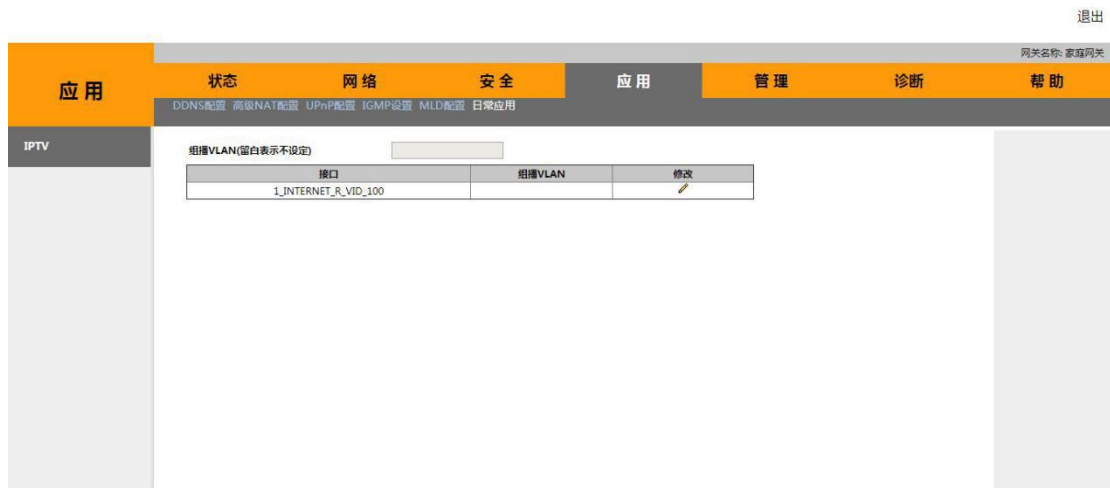 退出
网关名称: 家庭网关
应用
状态 网络 安全 应用 管理 诊断 帮助
DDNS配置 高级NAT配置 UPnP配置 IGMP设置 MLD配置 日常应用
IPTV
组播VLAN(留白表示不设定)
接口 组播VLAN 修改
1_INTERNET_R_VID_100